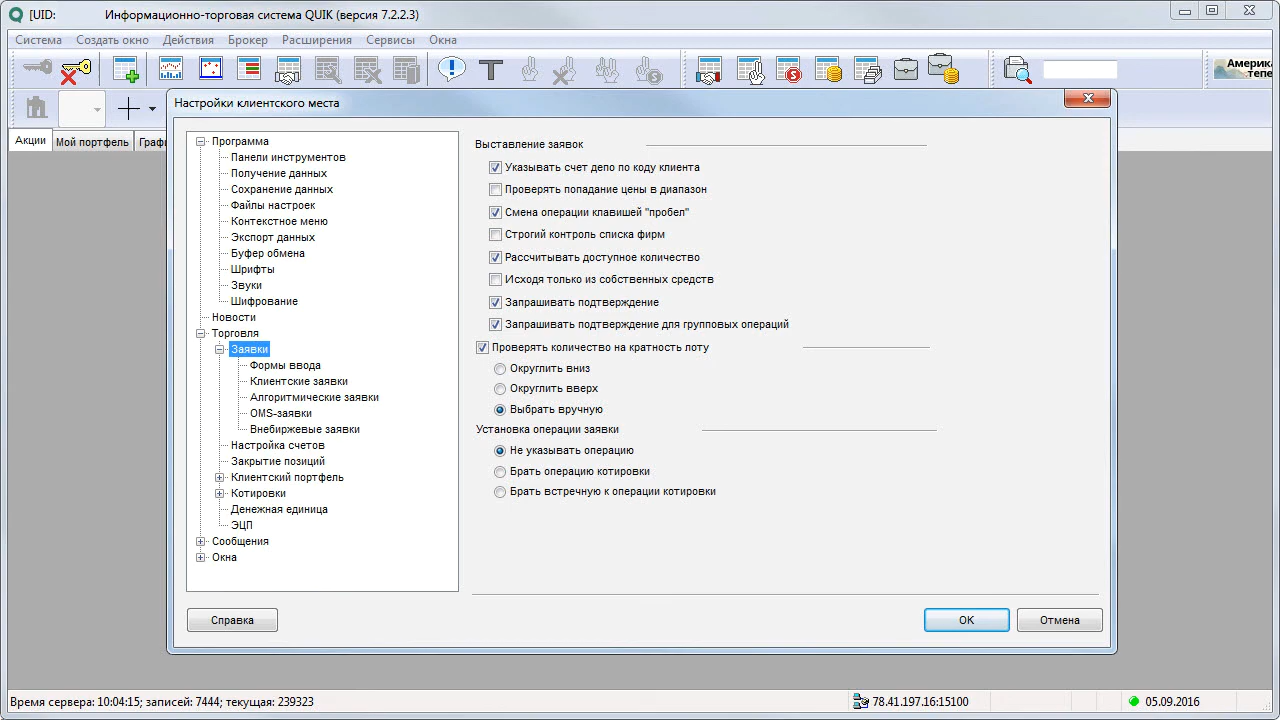 [UID: Информационно-торговая система QUIK (версия 7.2.2.3)
Система Создать окно Действия Брокер Расширения Сервисы Окна
Америка
тепе
Акции Мой портфель Граф
Настройки клиентского места
Программа
Панели инструментов
Получение данных
Сохранение данных
Файлы настроек
Контекстное меню
Экспорт данных
Буфер обмена
Шрифты
Звуки
Шифрование
Новости
Торговля
Заявки
Формы ввода
Клиентские заявки
Алгоритмические заявки
OMS-заявки
Внебиржевые заявки
Настройка счетов
Закрытие позиций
Клиентский портфель
Котировки
Денежная единица
ЭЦП
Сообщения
Окна
Выставление заявок
Указывать счет депо по коду клиента
Проверять попадание цены в диапазон
Смена операции клавишей "пробел"
Строгий контроль списка фирм
Рассчитывать доступное количество
Исходя только из собственных средств
Запрашивать подтверждение
Запрашивать подтверждение для групповых операций
Проверять количество на кратность лоту
Округлить вниз
Округлить вверх
Выбрать вручную
Установка операции заявки
Не указывать операцию
Брать операцию котировки
Брать встречную к операции котировки
Справка
OK
Отмена
Время сервера: 10:04:15; записей: 7444; текущая: 239323
78.41.197.16:15100
05.09.2016